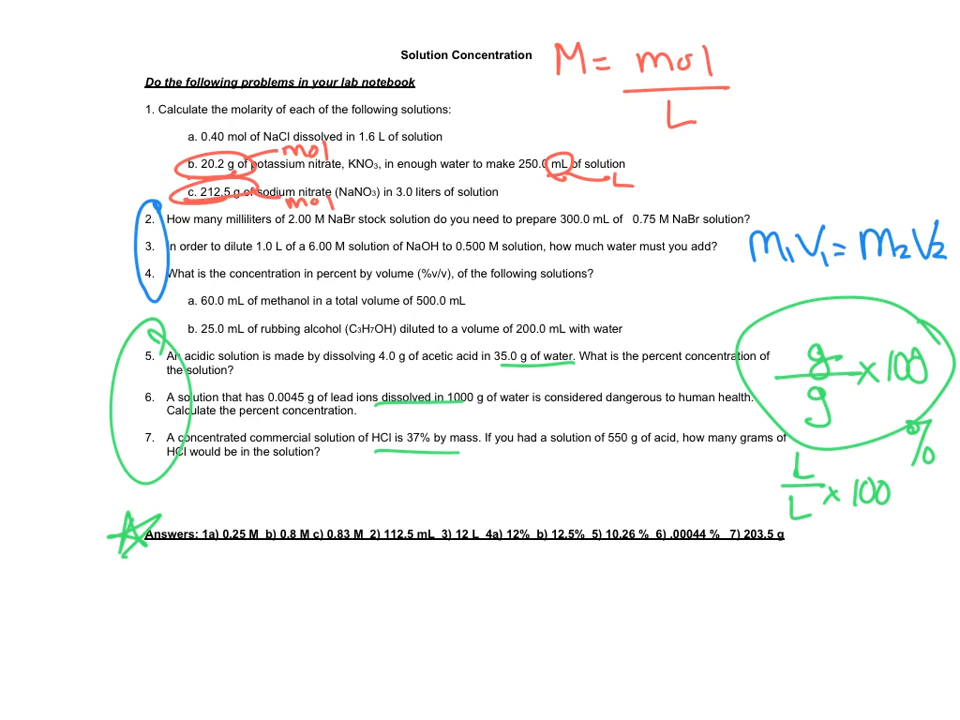 Solution Concentration
M = mol / L
Do the following problems in your lab notebook
1. Calculate the molarity of each of the following solutions:
a. 0.40 mol of NaCl dissolved in 1.6 L of solution
mol
b. 20.2 g of potassium nitrate, KNO₃, in enough water to make 250.0 mL of solution
L
c. 212.5 g of sodium nitrate (NaNO₃) in 3.0 liters of solution
mol
2. How many milliliters of 2.00 M NaBr stock solution do you need to prepare 300.0 mL of 0.75 M NaBr solution?
3. In order to dilute 1.0 L of a 6.00 M solution of NaOH to 0.500 M solution, how much water must you add?
M₁V₁ = M₂V₂
4. What is the concentration in percent by volume (%v/v), of the following solutions?
a. 60.0 mL of methanol in a total volume of 500.0 mL
b. 25.0 mL of rubbing alcohol (C₃H₇OH) diluted to a volume of 200.0 mL with water
5. An acidic solution is made by dissolving 4.0 g of acetic acid in 35.0 g of water. What is the percent concentration of
the solution?
g / g x 100
6. A solution that has 0.0045 g of lead ions dissolved in 1000 g of water is considered dangerous to human health.
Calculate the percent concentration.
7. A concentrated commercial solution of HCl is 37% by mass. If you had a solution of 550 g of acid, how many grams of
HCl would be in the solution?
%
L / L x 100
Answers: 1a) 0.25 M b) 0.8 M c) 0.83 M 2) 112.5 mL 3) 12 L 4a) 12% b) 12.5% 5) 10.26 % 6) .00044 % 7) 203.5 g